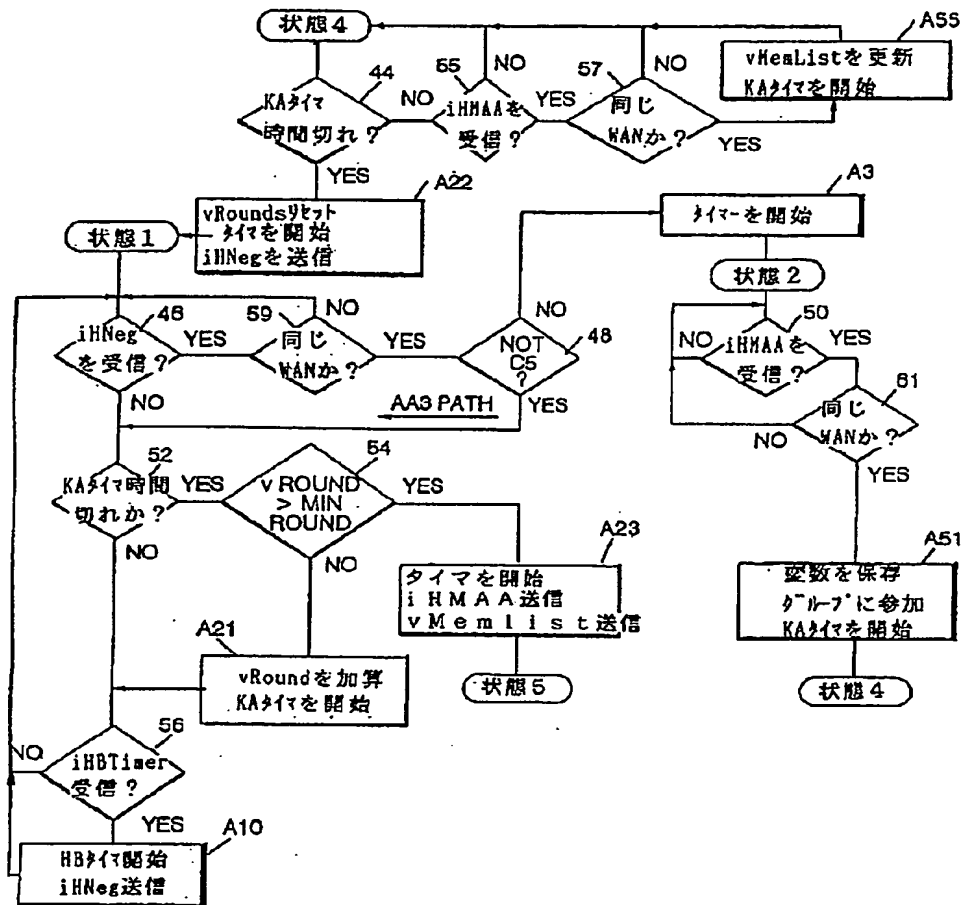 状態4
44
KAタイマ
時間切れ?
NO
YES
55
NO
iHMAAを
受信?
YES
57
NO
同じ
WANか?
YES
A55
vMemListを更新
KAタイマを開始
A22
vRoundsリセット
タイマを開始
iHNegを送信
状態1
A3
タイマーを開始
状態2
46
iHNeg
を受信?
YES
NO
59
NO
同じ
WANか?
YES
NO
48
NOT
C5
?
YES
AA3 PATH
50
NO
YES
iHMAAを
受信?
61
同じ
WANか?
NO
YES
52
KAタイマ時間
切れか?
YES
NO
54
v ROUND
> MIN
ROUND
YES
NO
A23
タイマを開始
iHMAA送信
vMemlist送信
状態5
A51
変数を保存
グループに参加
KAタイマを開始
状態4
A21
vRoundを加算
KAタイマを開始
56
NO
iHBTimer
受信?
YES
A10
HBタイマ開始
iHNeg送信